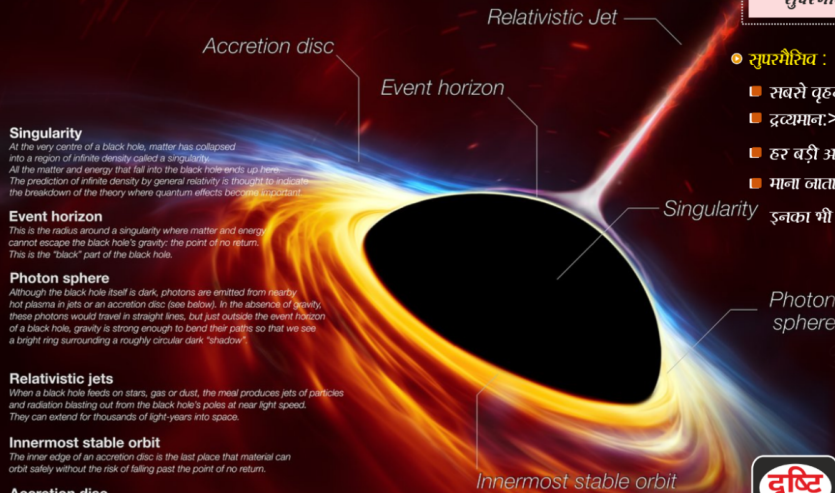 Relativistic Jet
Accretion disc
Event horizon
सुपरमैसिव :
द्रव्यमान:>
हर बड़ी
इनका भी
Singularity
At the very centre of a black hole, matter has collapsed
into a region of infinite density called a singularity.
All the matter and energy that fall into the black hole ends up here.
The prediction of infinite density by general relativity is thought to indicate
the breakdown of the theory where quantum effects become important.
Event horizon
This is the radius around a singularity where matter and energy
cannot escape the black hole's gravity: the point of no return.
This is the "black" part of the black hole.
Photon sphere
Although the black hole itself is dark, photons are emitted from nearby
hot plasma in jets or an accretion disc (see below). In the absence of gravity,
these photons would travel in straight lines, but just outside the event horizon
of a black hole, gravity is strong enough to bend their paths so that we see
a bright ring surrounding a roughly circular dark "shadow".
Relativistic jets
When a black hole feeds on stars, gas or dust, the meal produces jets of particles
and radiation blasting out from the black hole's poles at near light speed.
They can extend for thousands of light-years into space.
Innermost stable orbit
The inner edge of an accretion disc is the last place that material can
orbit safely without the risk of falling past the point of no return.
Accretion disc
Singularity
Photon
sphere
Innermost stable orbit
दृष्टि